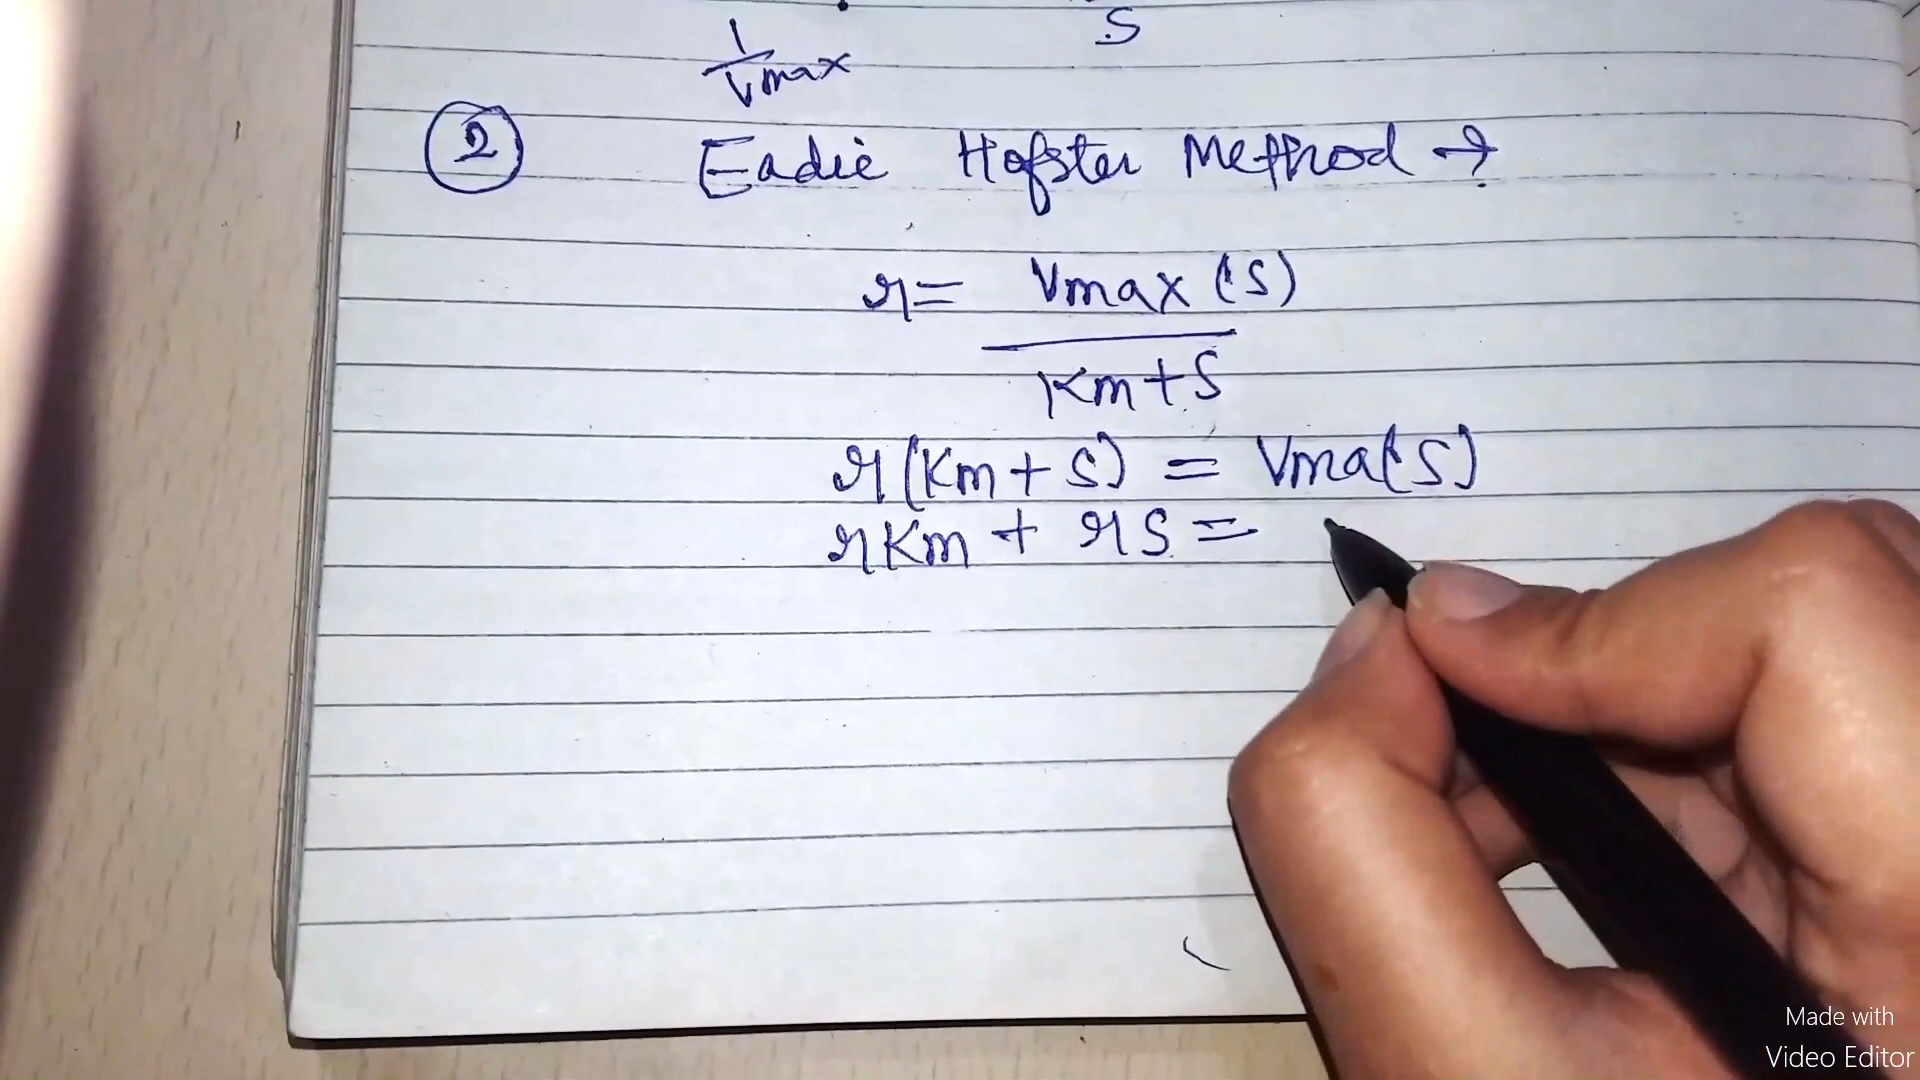 S
1
Vmax
2 Eadie Hofster Method →
r = Vmax (S)
Km+S
r (Km + S) = Vma(S)
rKm + rS =
Made with
Video Editor